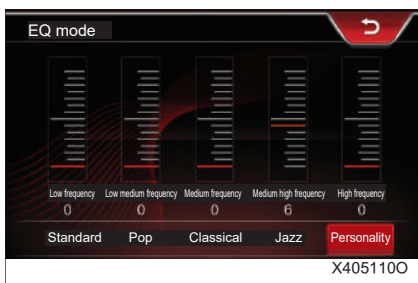 EQ mode
Low frequency Low medium frequency Medium frequency Medium high frequency High frequency
0 0 0 6 0
Standard Pop Classical Jazz Personality
X405110O